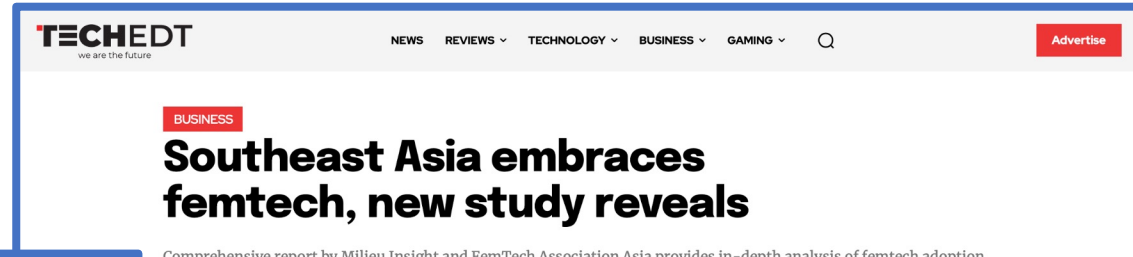 TECHEDT
we are the future
NEWS REVIEWS TECHNOLOGY BUSINESS GAMING
Advertise
BUSINESS
Southeast Asia embraces
femtech, new study reveals
Comprehensive report by Milieu Insight and FemTech Association Asia provides in-depth analysis of femtech adoption